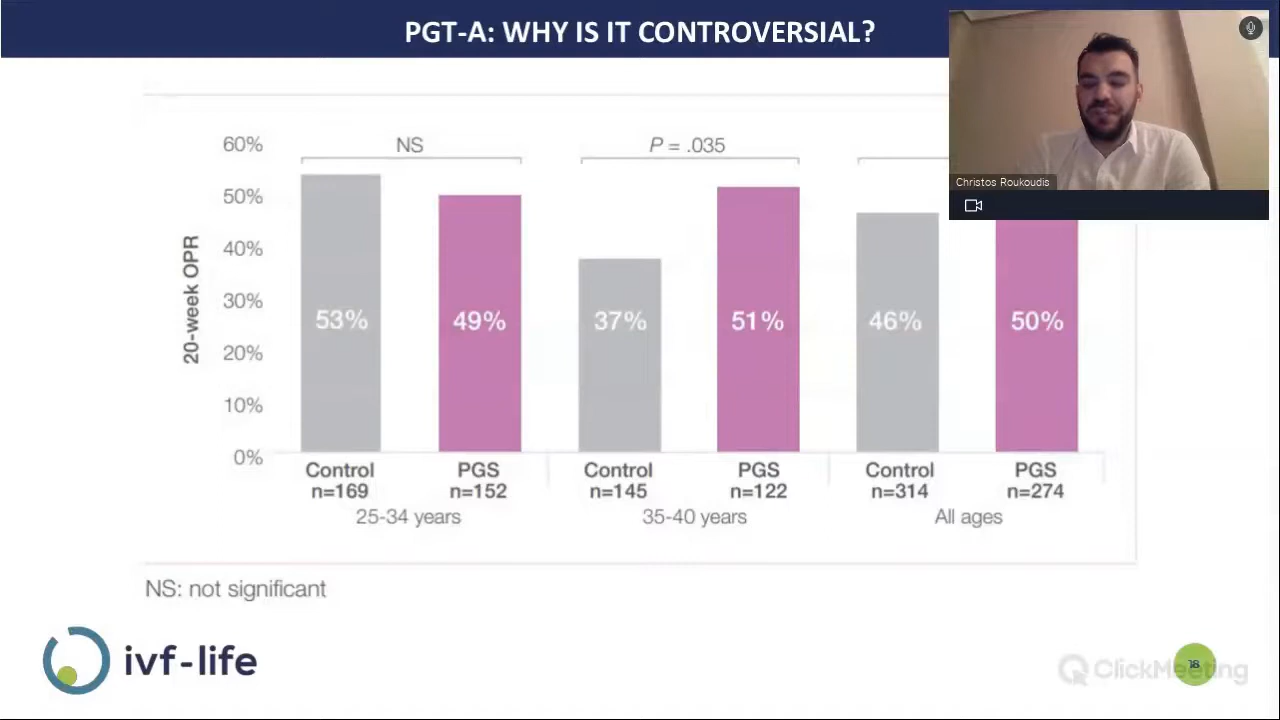 PGT-A: WHY IS IT CONTROVERSIAL?
Christos Roukoudis
60%
50%
40%
30%
20%
10%
0%
20-week OPR
NS
P = .035
53%
49%
37%
51%
46%
50%
Control
n=169
PGS
n=152
Control
n=145
PGS
n=122
Control
n=314
PGS
n=274
25-34 years
35-40 years
All ages
NS: not significant
ivf-life
ClickMeeting